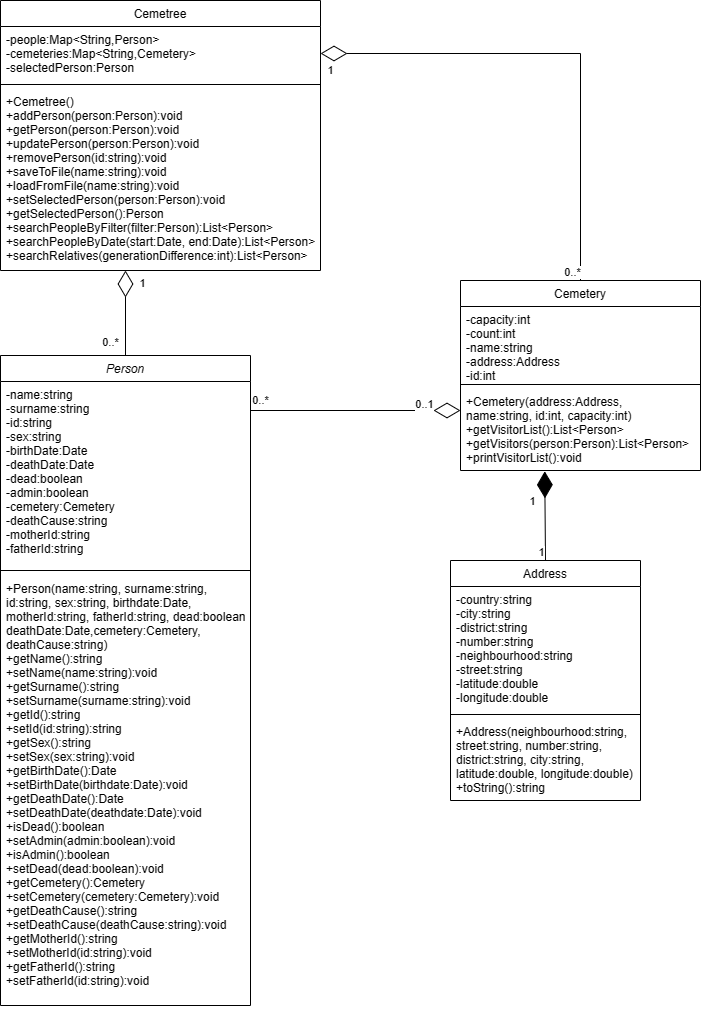 Cemetree
-people:Map<String,Person>
-cemeteries:Map<String,Cemetery>
-selectedPerson:Person
+Cemetree()
+addPerson(person:Person):void
+getPerson(person:Person):void
+updatePerson(person:Person):void
+removePerson(id:string):void
+saveToFile(name:string):void
+loadFromFile(name:string):void
+setSelectedPerson(person:Person):void
+getSelectedPerson():Person
+searchPeopleByFilter(filter:Person):List<Person>
+searchPeopleByDate(start:Date, end:Date):List<Person>
+searchRelatives(generationDifference:int):List<Person>
1
0..*
1
0..*
Cemetery
-capacity:int
-count:int
-name:string
-address:Address
-id:int
+Cemetery(address:Address,
name:string, id:int, capacity:int)
+getVisitorList():List<Person>
+getVisitors(person:Person):List<Person>
+printVisitorList():void
0..*
0..1
1
1
Person
-name:string
-surname:string
-id:string
-sex:string
-birthDate:Date
-deathDate:Date
-dead:boolean
-admin:boolean
-cemetery:Cemetery
-deathCause:string
-motherId:string
-fatherId:string
+Person(name:string, surname:string,
id:string, sex:string, birthdate:Date,
motherId:string, fatherId:string, dead:boolean
deathDate:Date,cemetery:Cemetery,
deathCause:string)
+getName():string
+setName(name:string):void
+getSurname():string
+setSurname(surname:string):void
+getId():string
+setId(id:string):string
+getSex():string
+setSex(sex:string):void
+getBirthDate():Date
+setBirthDate(birthdate:Date):void
+getDeathDate():Date
+setDeathDate(deathdate:Date):void
+isDead():boolean
+setAdmin(admin:boolean):void
+isAdmin():boolean
+setDead(dead:boolean):void
+getCemetery():Cemetery
+setCemetery(cemetery:Cemetery):void
+getDeathCause():string
+setDeathCause(deathCause:string):void
+getMotherId():string
+setMotherId(id:string):void
+getFatherId():string
+setFatherId(id:string):void
Address
-country:string
-city:string
-district:string
-number:string
-neighbourhood:string
-street:string
-latitude:double
-longitude:double
+Address(neighbourhood:string,
street:string, number:string,
district:string, city:string,
latitude:double, longitude:double)
+toString():string